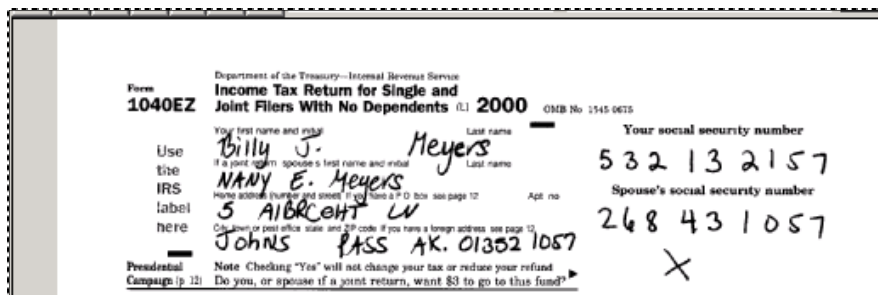 Department of the Treasury—Internal Revenue Service
Form 1040EZ Income Tax Return for Single and Joint Filers With No Dependents (L) 2000 OMB No 1545 0675
Your first name and initial Last name Your social security number
Billy J. Meyers 532 13 2157
If a joint return spouse's first name and initial Last name
NANY E. Meyers Spouse's social security number
Home address (number and street) If you have a P O box see page 12 Apt no
5 AlBRCOHT LN 268 43 1057
City town or post office state and ZIP code If you have a foreign address see page 12
JOHNS PASS AK. 01352 1057
Use the IRS label here
X
Presidential Campaign (p 12)
Note Checking "Yes" will not change your tax or reduce your refund
Do you, or spouse if a joint return, want $3 to go to this fund?